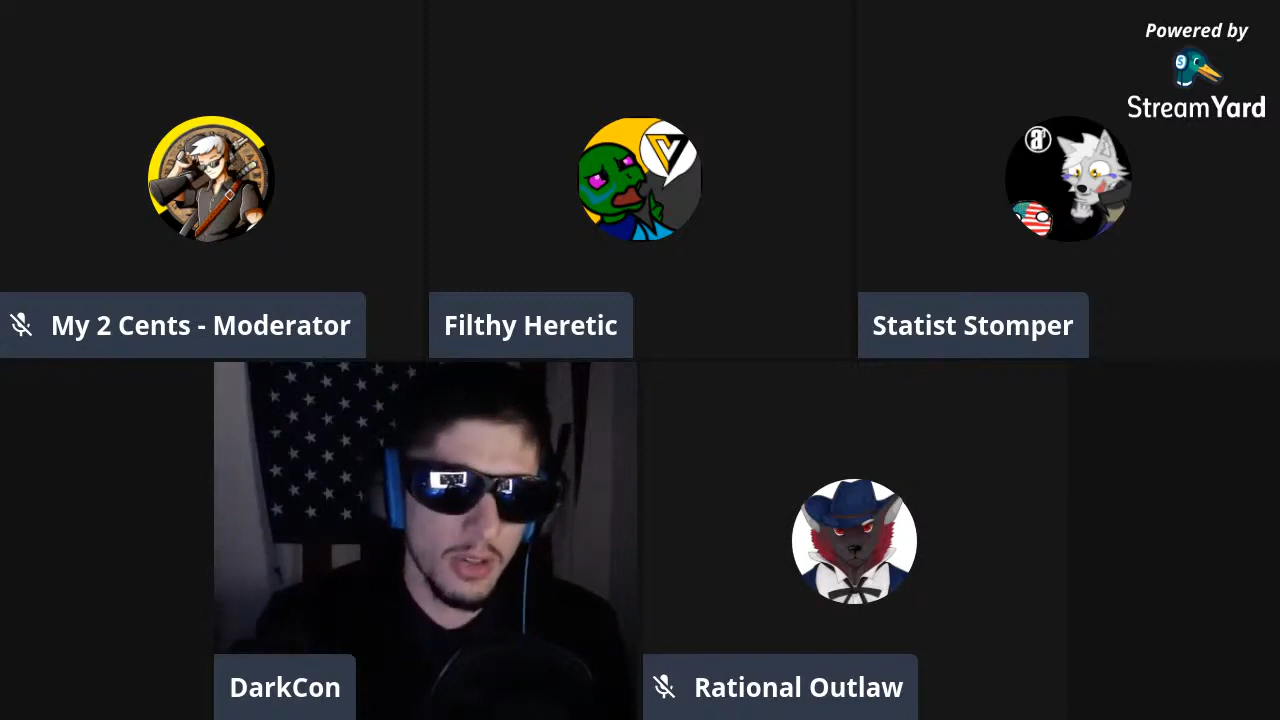 Powered by
StreamYard
My 2 Cents - Moderator
Filthy Heretic
Statist Stomper
DarkCon
Rational Outlaw